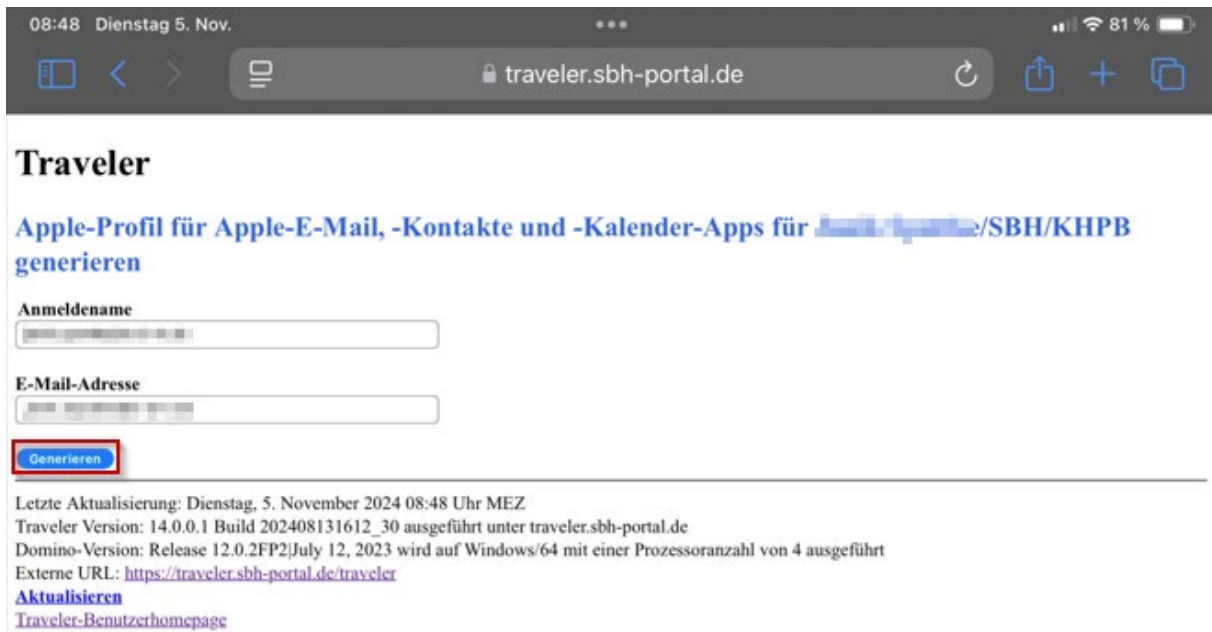 08:48 Dienstag 5. Nov.
81 %
traveler.sbh-portal.de
Traveler
Apple-Profil für Apple-E-Mail, -Kontakte und -Kalender-Apps für /SBH/KHPB
generieren
Anmeldename
E-Mail-Adresse
Generieren
Letzte Aktualisierung: Dienstag, 5. November 2024 08:48 Uhr MEZ
Traveler Version: 14.0.0.1 Build 202408131612_30 ausgeführt unter traveler.sbh-portal.de
Domino-Version: Release 12.0.2FP2|July 12, 2023 wird auf Windows/64 mit einer Prozessoranzahl von 4 ausgeführt
Externe URL: https://traveler.sbh-portal.de/traveler
Aktualisieren
Traveler-Benutzerhomepage